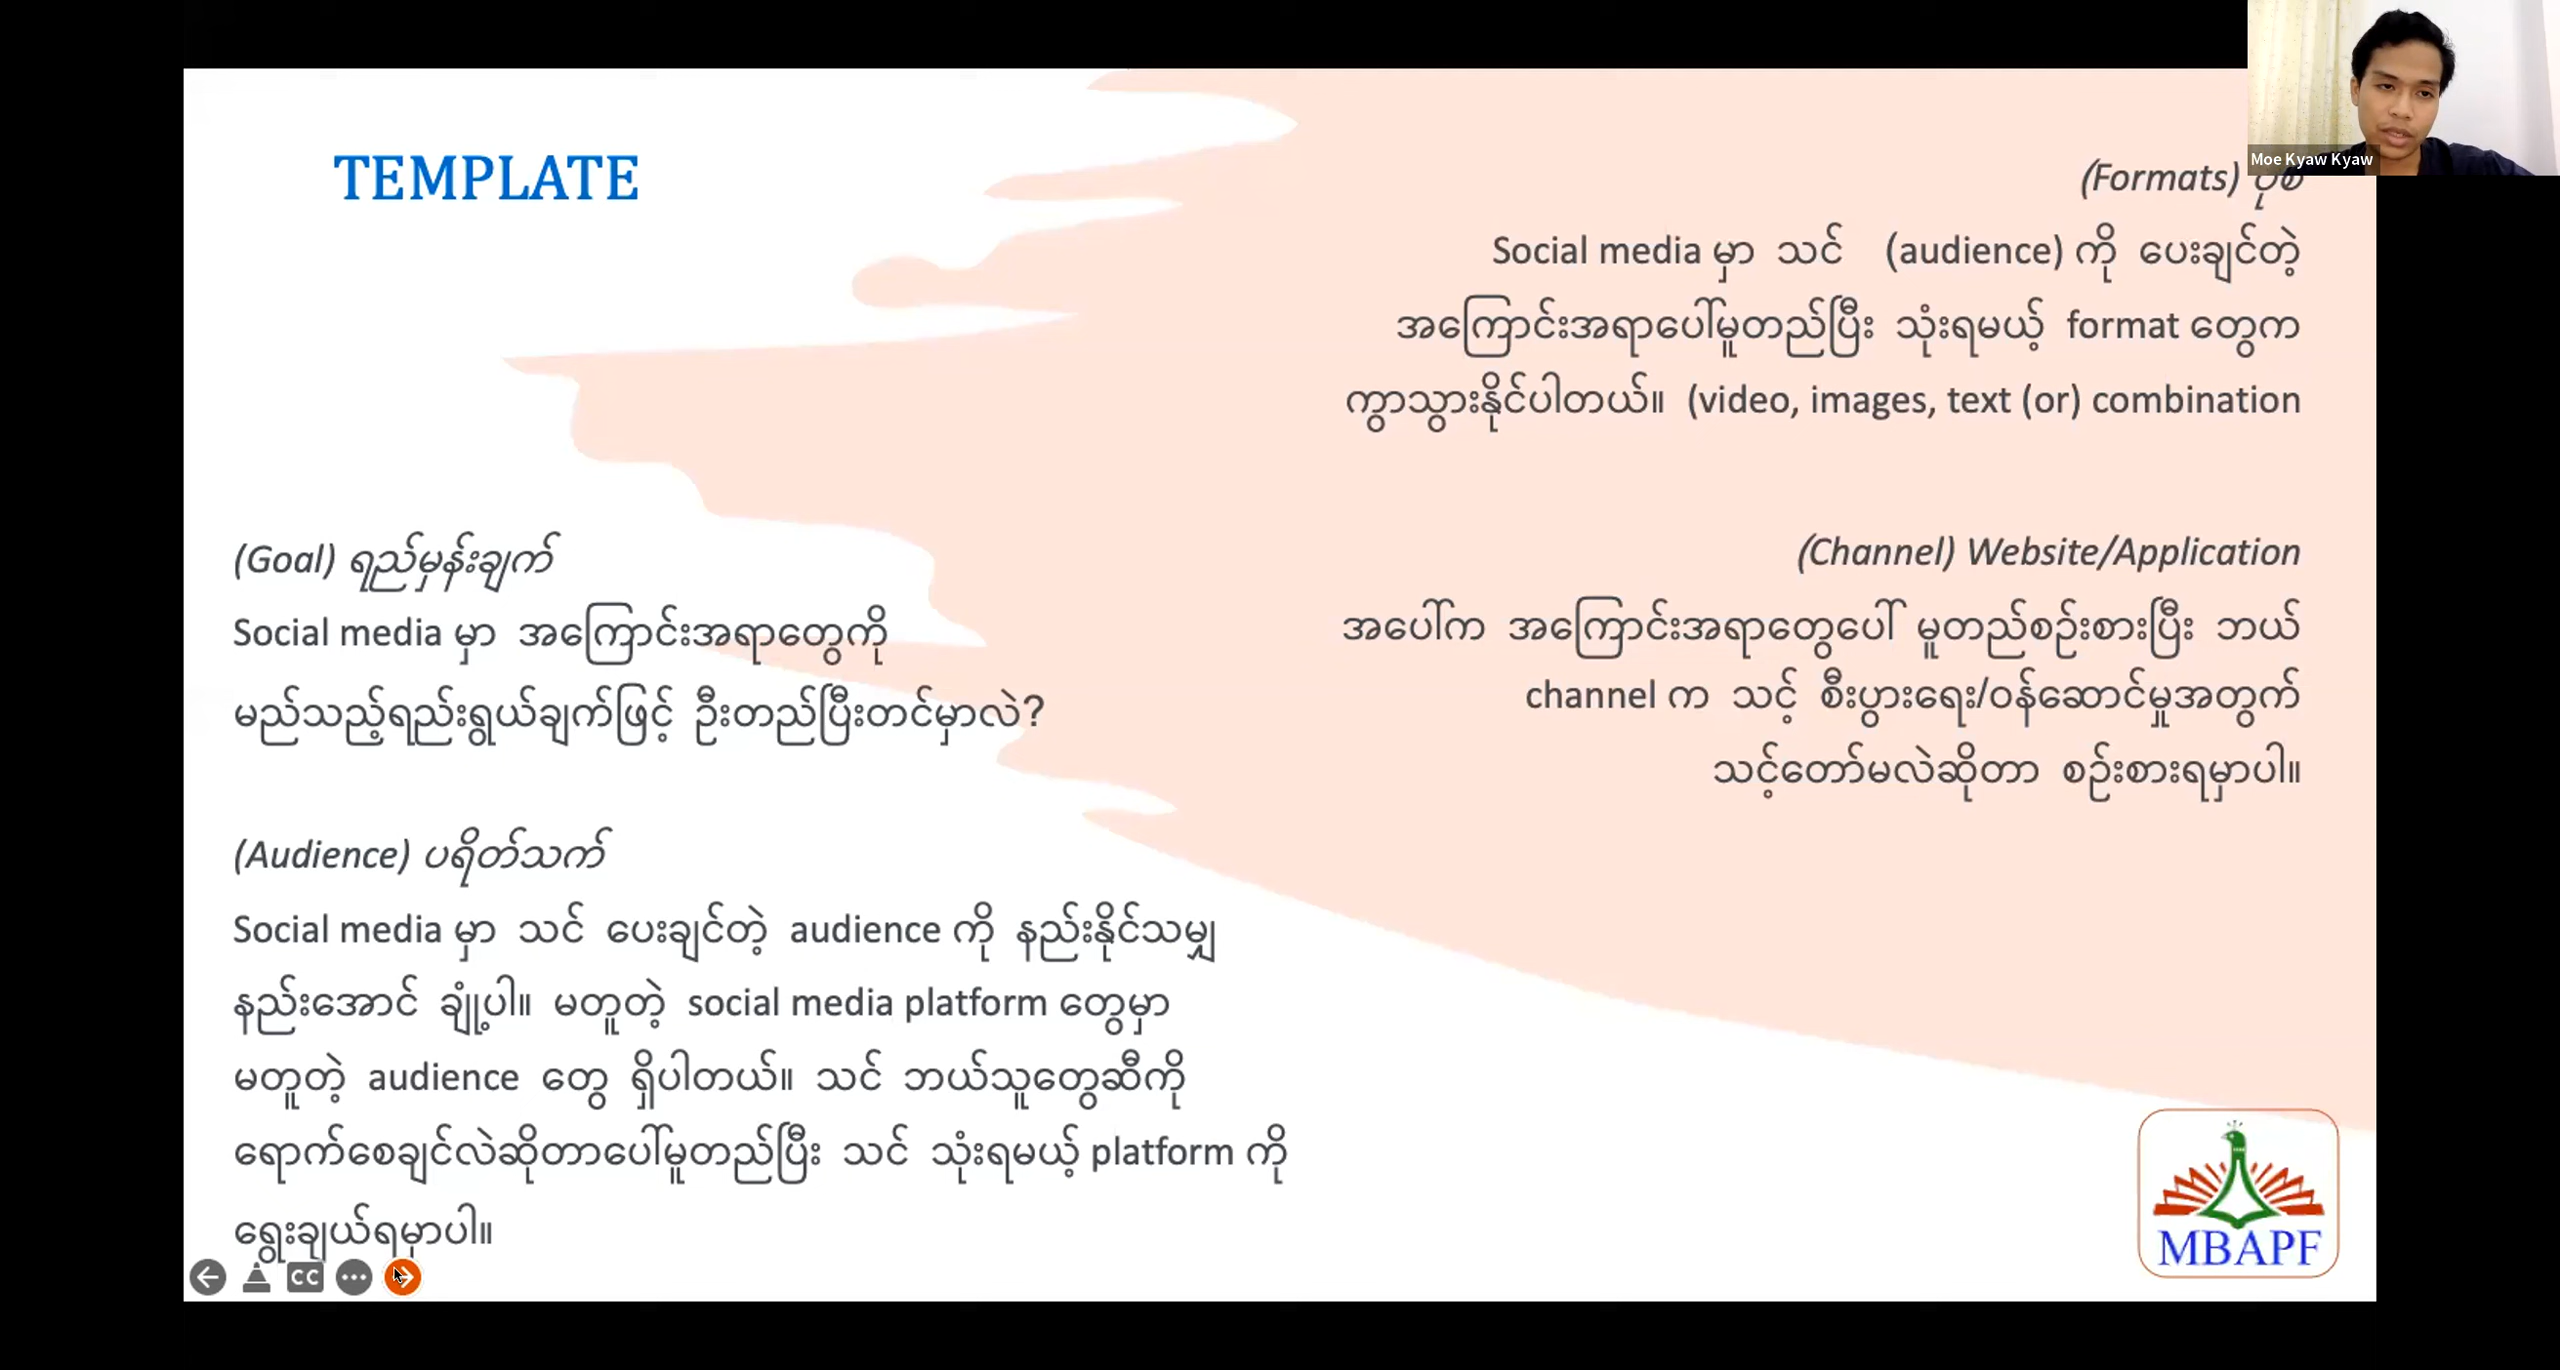 TEMPLATE
(Goal) ရည်မှန်းချက်
Social media မှာ အကြောင်းအရာတွေကို
မည်သည့်ရည်းရွယ်ချက်ဖြင့် ဦးတည်ပြီးတင်မှာလဲ?
(Audience) ပရိတ်သက်
Social media မှာ သင် ပေးချင်တဲ့ audience ကို နည်းနိုင်သမျှ
နည်းအောင် ချုံ့ပါ။ မတူတဲ့ social media platform တွေမှာ
မတူတဲ့ audience တွေ ရှိပါတယ်။ သင် ဘယ်သူတွေဆီကို
ရောက်စေချင်လဲဆိုတာပေါ်မူတည်ပြီး သင် သုံးရမယ့် platform ကို
ရွေးချယ်ရမှာပါ။
(Formats)
Social media မှာ သင် (audience) ကို ပေးချင်တဲ့
အကြောင်းအရာပေါ်မူတည်ပြီး သုံးရမယ့် format တွေက
ကွာသွားနိုင်ပါတယ်။ (video, images, text (or) combination
(Channel) Website/Application
အပေါ်က အကြောင်းအရာတွေပေါ် မူတည်စဉ်းစားပြီး ဘယ်
channel က သင့် စီးပွားရေး/ဝန်ဆောင်မှုအတွက်
သင့်တော်မလဲဆိုတာ စဉ်းစားရမှာပါ။
Moe Kyaw Kyaw
MBAPF
CC